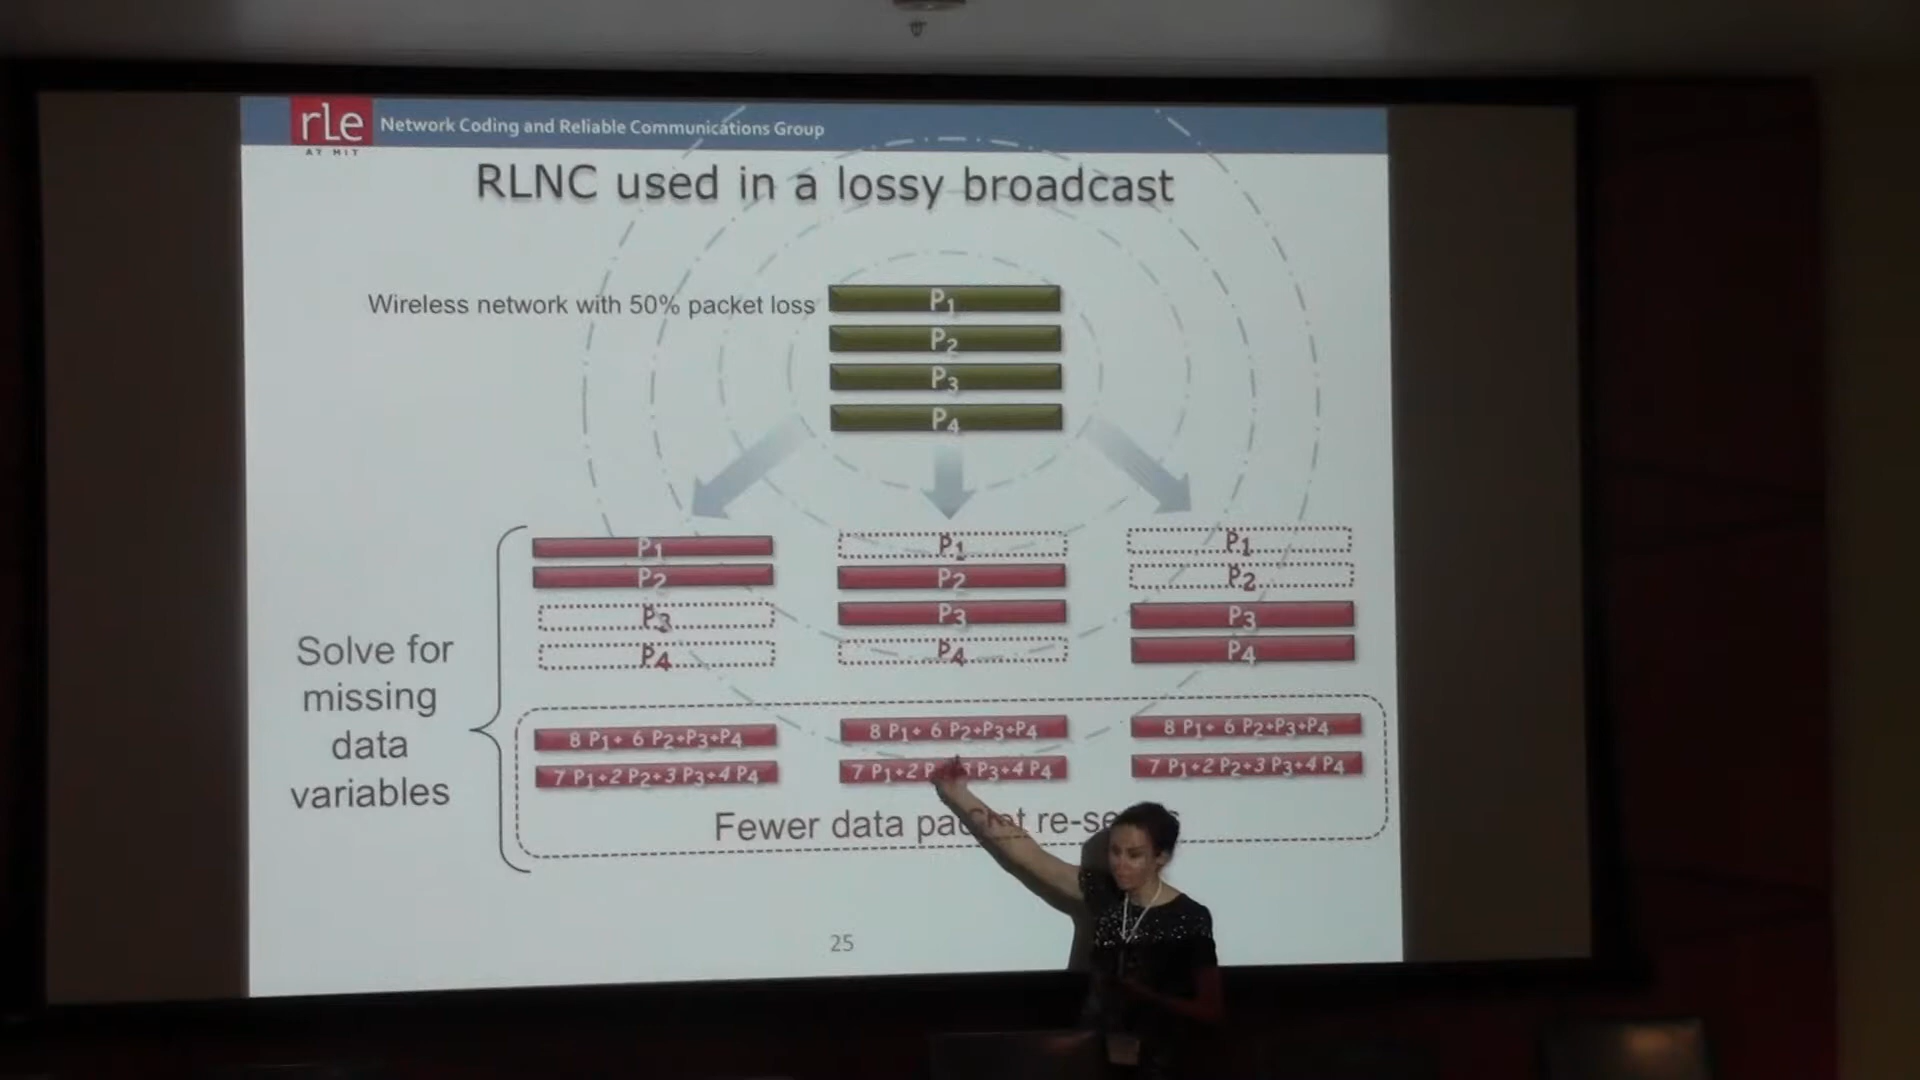 rLe
AT MIT
Network Coding and Reliable Communications Group
RLNC used in a lossy broadcast
Wireless network with 50% packet loss
P1
P2
P3
P4
P1
P2
P3
P4
P1
P2
P3
P4
P1
P2
P3
P4
Solve for
missing
data
variables
8 P1+ 6 P2+P3+P4
7 P1+2 P2+3 P3+4 P4
8 P1+ 6 P2+P3+P4
7 P1+2 P 3 P3+4 P4
8 P1+ 6 P2+P3+P4
7 P1+2 P2+3 P3+4 P4
Fewer data packet
25